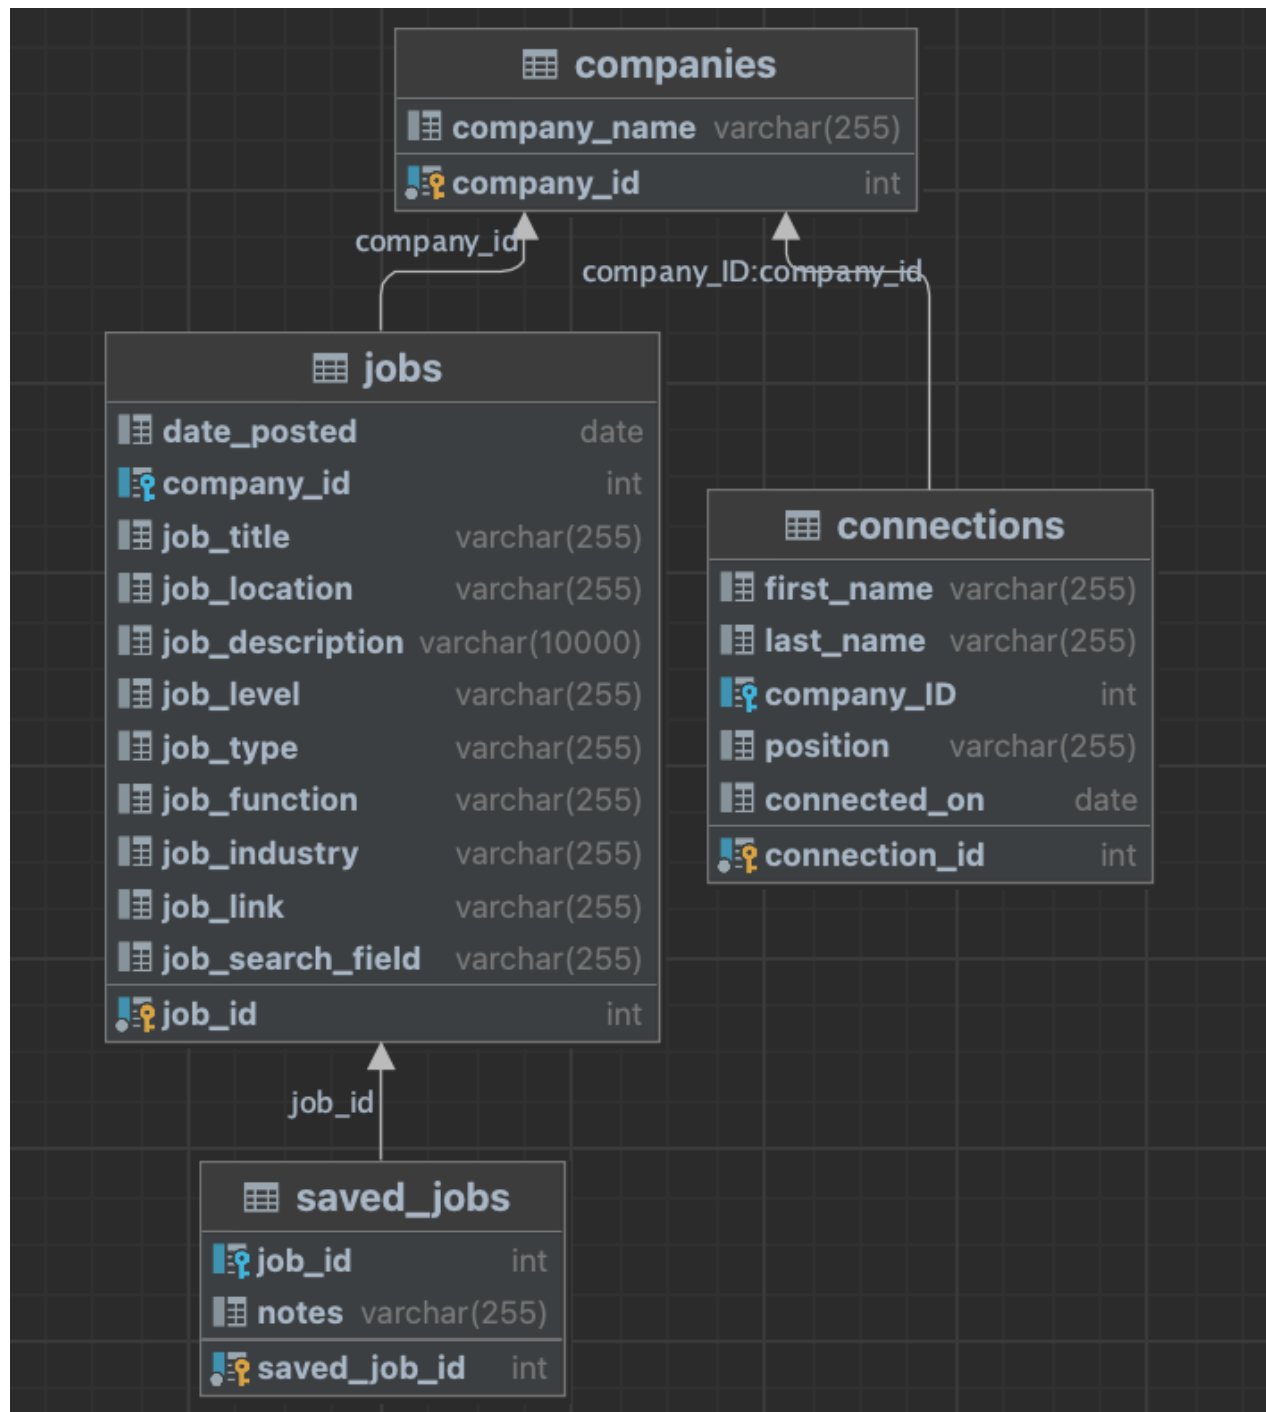 companies
company_name varchar(255)
company_id int
company_id
company_ID:company_id
jobs
date_posted date
company_id int
job_title varchar(255)
job_location varchar(255)
job_description varchar(10000)
job_level varchar(255)
job_type varchar(255)
job_function varchar(255)
job_industry varchar(255)
job_link varchar(255)
job_search_field varchar(255)
job_id int
connections
first_name varchar(255)
last_name varchar(255)
company_ID int
position varchar(255)
connected_on date
connection_id int
job_id
saved_jobs
job_id int
notes varchar(255)
saved_job_id int